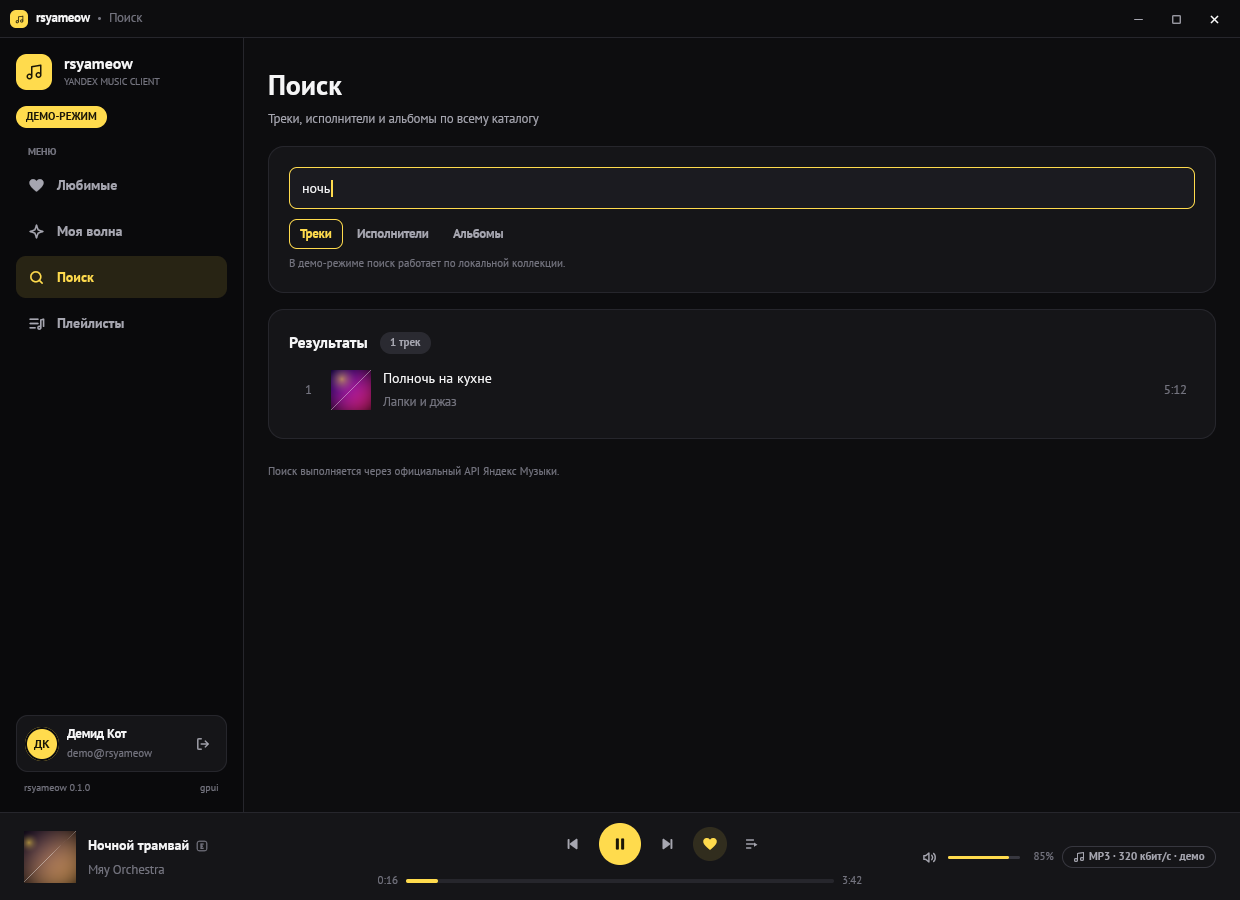 rsyameow • Поиск
rsyameow
YANDEX MUSIC CLIENT
ДЕМО-РЕЖИМ
МЕНЮ
Любимые
Моя волна
Поиск
Плейлисты
Демид Кот
ДК
demo@rsyameow
rsyameow 0.1.0 gpui
Поиск
Треки, исполнители и альбомы по всему каталогу
ночь
Треки Исполнители Альбомы
В демо-режиме поиск работает по локальной коллекции.
Результаты 1 трек
1 Полночь на кухне 5:12
Лапки и джаз
Поиск выполняется через официальный API Яндекс Музыки.
Ночной трамвай E
Мяу Orchestra
0:16 3:42
85% MP3 · 320 кбит/с · демо